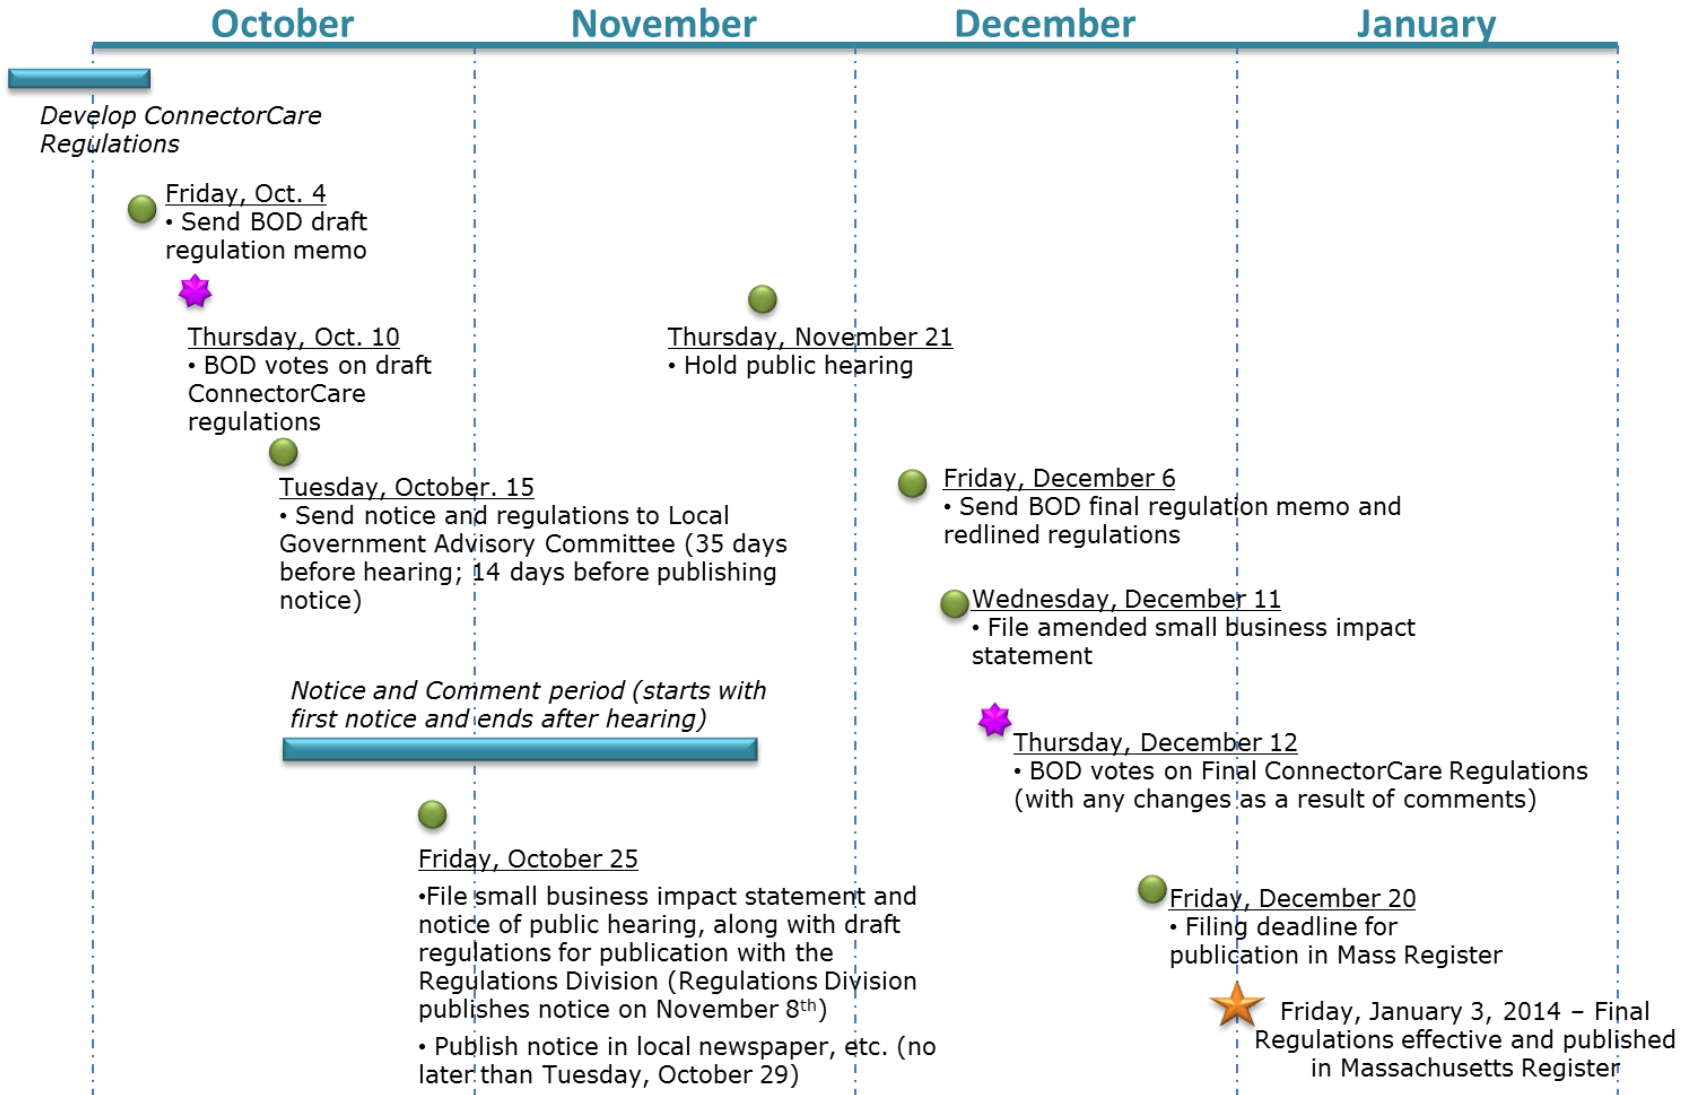 October
November
December
January
Develop ConnectorCare
Regulations
Friday, Oct. 4
• Send BOD draft
regulation memo
Thursday, Oct. 10
• BOD votes on draft
ConnectorCare
regulations
Thursday, November 21
• Hold public hearing
Tuesday, October. 15
• Send notice and regulations to Local
Government Advisory Committee (35 days
before hearing; 14 days before publishing
notice)
Friday, December 6
• Send BOD final regulation memo and
redlined regulations
Wednesday, December 11
• File amended small business impact
statement
Notice and Comment period (starts with
first notice and ends after hearing)
Thursday, December 12
• BOD votes on Final ConnectorCare Regulations
(with any changes as a result of comments)
Friday, October 25
•File small business impact statement and
notice of public hearing, along with draft
regulations for publication with the
Regulations Division (Regulations Division
publishes notice on November 8th)
• Publish notice in local newspaper, etc. (no
later than Tuesday, October 29)
Friday, December 20
• Filing deadline for
publication in Mass Register
Friday, January 3, 2014 – Final
Regulations effective and published
in Massachusetts Register